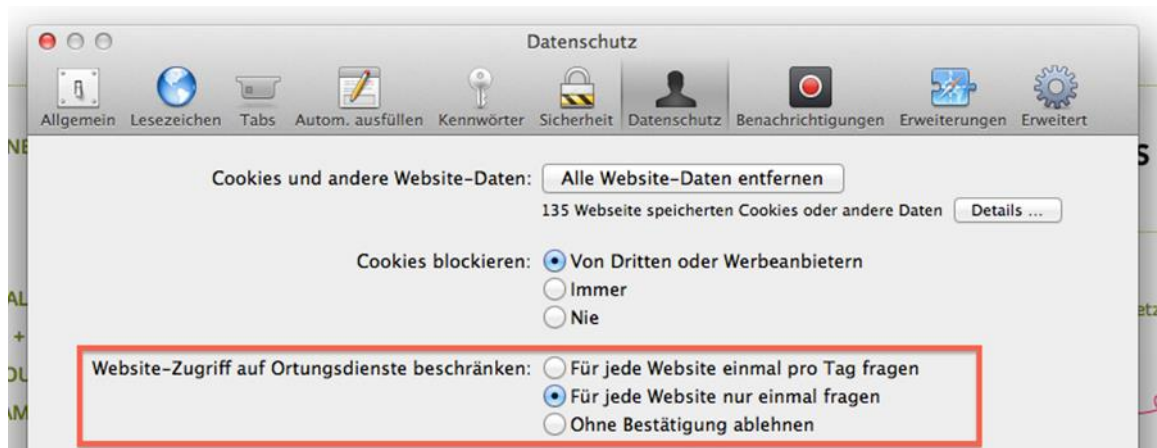 Datenschutz
Allgemein Lesezeichen Tabs Autom. ausfüllen Kennwörter Sicherheit Datenschutz Benachrichtigungen Erweiterungen Erweitert
Cookies und andere Website-Daten: Alle Website-Daten entfernen
135 Webseite speicherten Cookies oder andere Daten Details ...
Cookies blockieren: Von Dritten oder Werbeanbietern
Immer
Nie
Website-Zugriff auf Ortungsdienste beschränken: Für jede Website einmal pro Tag fragen
Für jede Website nur einmal fragen
Ohne Bestätigung ablehnen